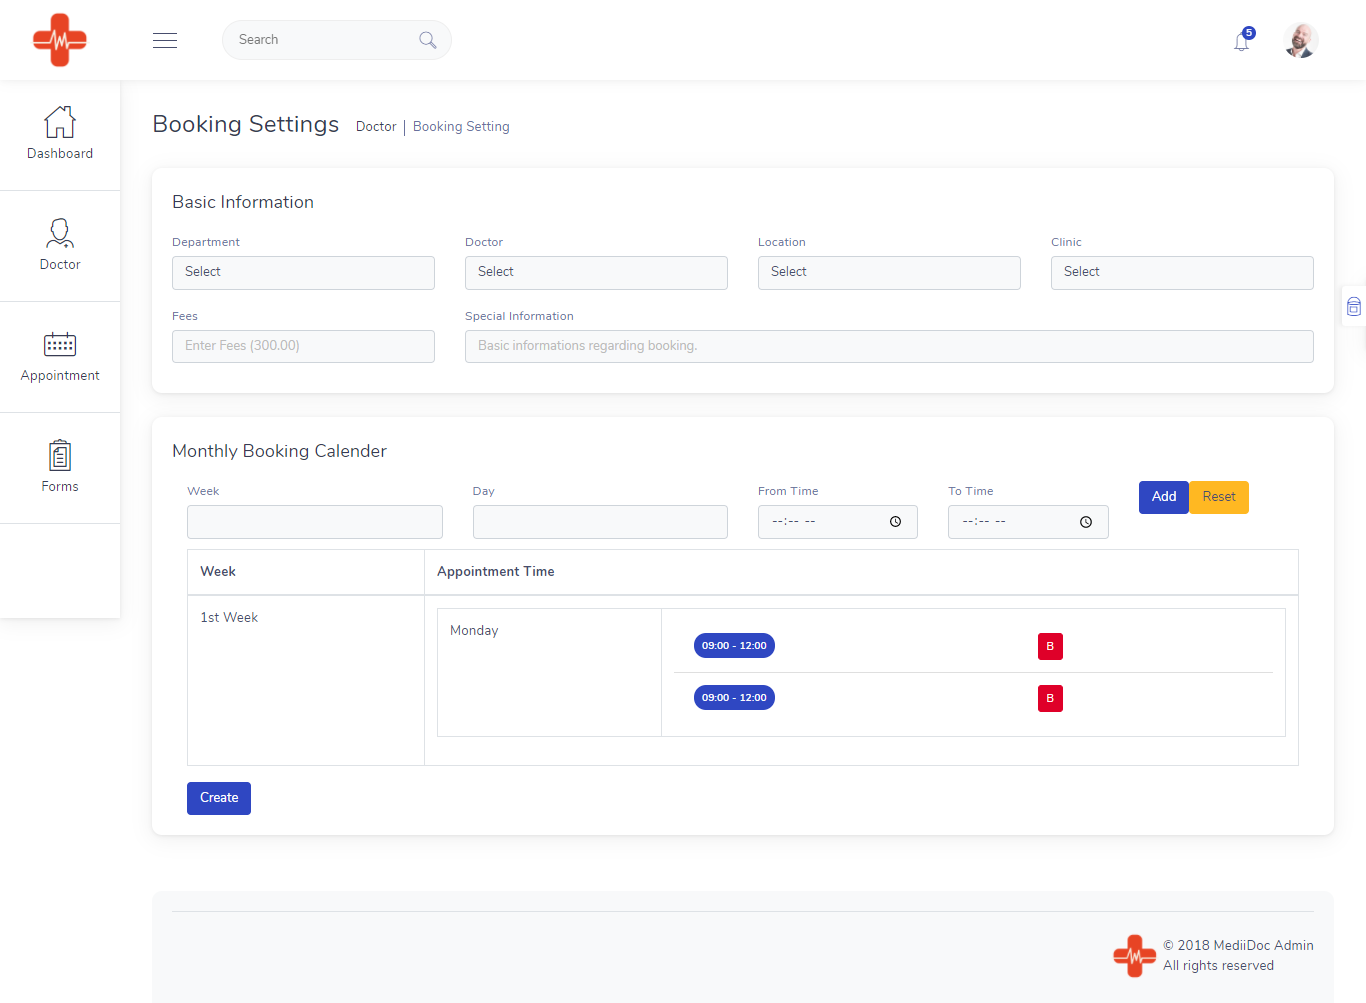 Search
5
Dashboard
Doctor
Appointment
Forms
Booking Settings Doctor | Booking Setting
Basic Information
Department Doctor Location Clinic
Select Select Select Select
Fees Special Information
Enter Fees (300.00) Basic informations regarding booking.
Monthly Booking Calender
Week Day From Time To Time
Add Reset
--:-- -- --:-- --
Week Appointment Time
1st Week
Monday
09:00 - 12:00 B
09:00 - 12:00 B
Create
© 2018 MediiDoc Admin
All rights reserved